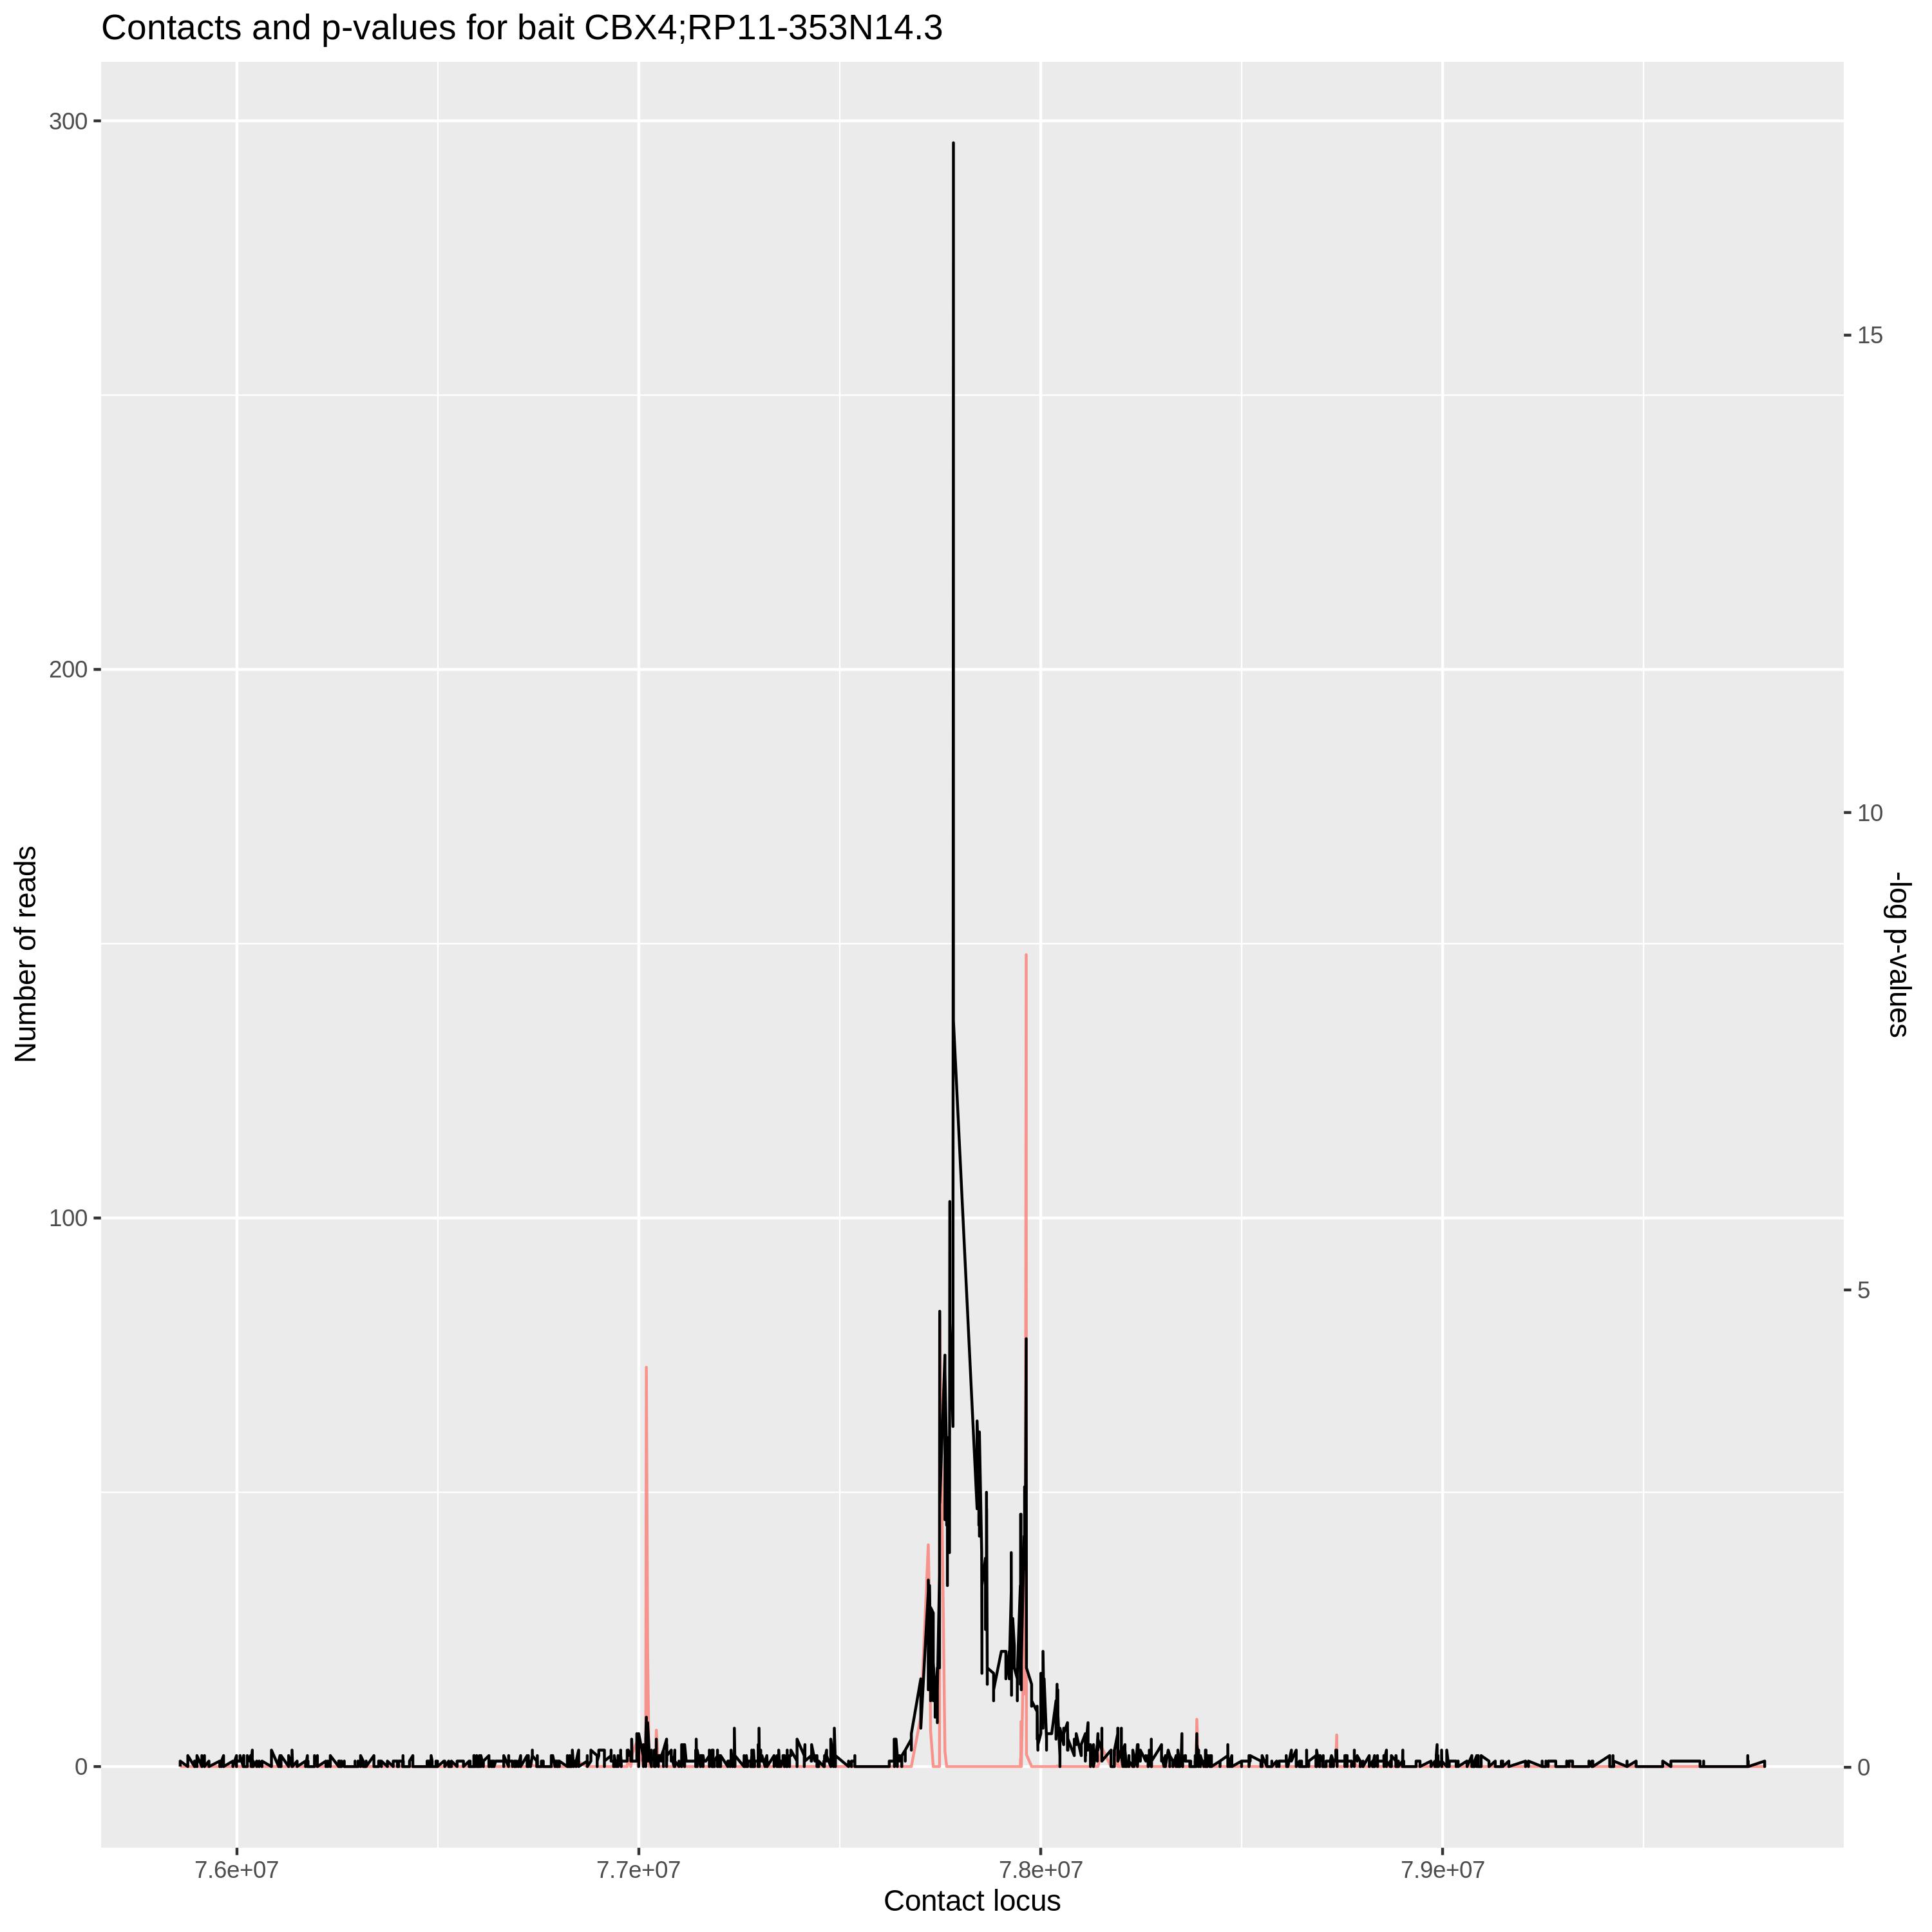 Contacts and p-values for bait CBX4;RP11-353N14.3
300
200
100
0
Number of reads
15
10
5
0
-log p-values
7.6e+07
7.7e+07
7.8e+07
7.9e+07
Contact locus